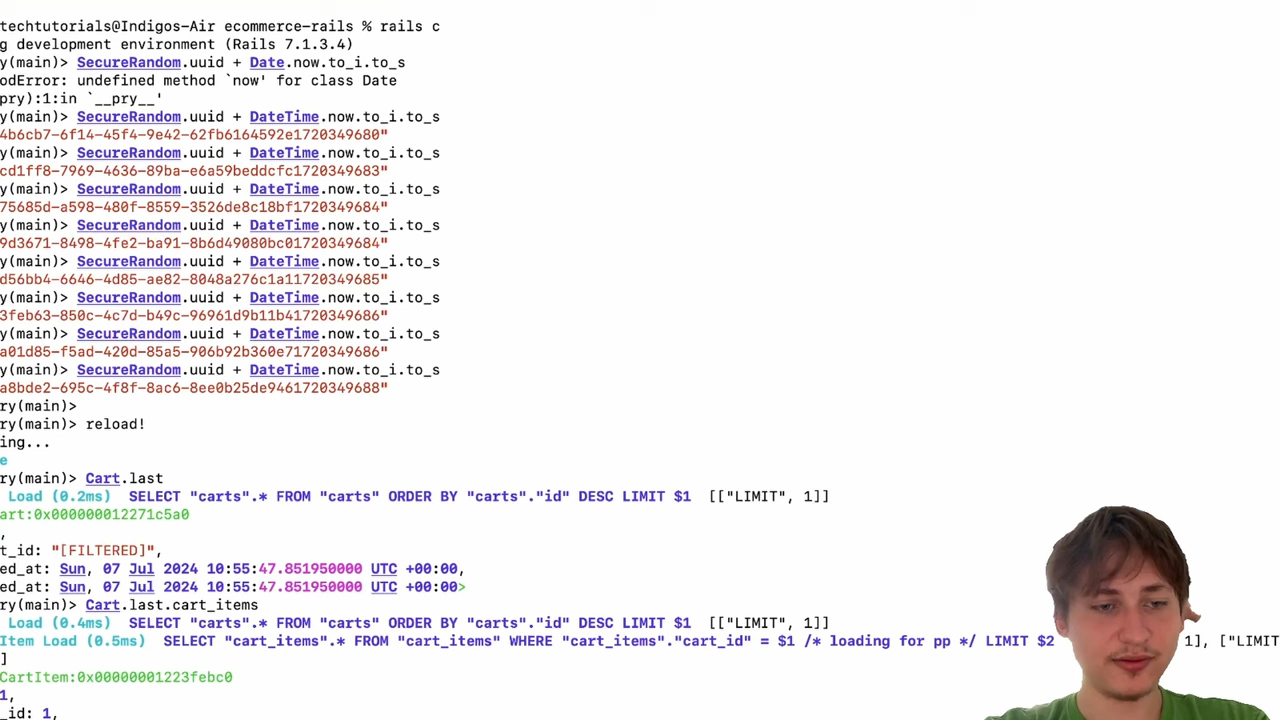 techtutorials@Indigos-Air ecommerce-rails % rails c
g development environment (Rails 7.1.3.4)
y(main)> SecureRandom.uuid + Date.now.to_i.to_s
odError: undefined method `now' for class Date
pry):1:in `__pry__'
y(main)> SecureRandom.uuid + DateTime.now.to_i.to_s
4b6cb7-6f14-45f4-9e42-62fb6164592e1720349680"
y(main)> SecureRandom.uuid + DateTime.now.to_i.to_s
cd1ff8-7969-4636-89ba-e6a59beddcfc1720349683"
y(main)> SecureRandom.uuid + DateTime.now.to_i.to_s
75685d-a598-480f-8559-3526de8c18bf1720349684"
y(main)> SecureRandom.uuid + DateTime.now.to_i.to_s
9d3671-8498-4fe2-ba91-8b6d49080bc01720349684"
y(main)> SecureRandom.uuid + DateTime.now.to_i.to_s
d56bb4-6646-4d85-ae82-8048a276c1a11720349685"
y(main)> SecureRandom.uuid + DateTime.now.to_i.to_s
3feb63-850c-4c7d-b49c-96961d9b11b41720349686"
y(main)> SecureRandom.uuid + DateTime.now.to_i.to_s
a01d85-f5ad-420d-85a5-906b92b360e71720349686"
y(main)> SecureRandom.uuid + DateTime.now.to_i.to_s
a8bde2-695c-4f8f-8ac6-8ee0b25de9461720349688"
ry(main)>
ry(main)> reload!
ing...
e
ry(main)> Cart.last
Load (0.2ms)  SELECT "carts".* FROM "carts" ORDER BY "carts"."id" DESC LIMIT $1  [["LIMIT", 1]]
art:0x000000012271c5a0
,
t_id: "[FILTERED]",
ed_at: Sun, 07 Jul 2024 10:55:47.851950000 UTC +00:00,
ed_at: Sun, 07 Jul 2024 10:55:47.851950000 UTC +00:00>
ry(main)> Cart.last.cart_items
Load (0.4ms)  SELECT "carts".* FROM "carts" ORDER BY "carts"."id" DESC LIMIT $1  [["LIMIT", 1]]
Item Load (0.5ms)  SELECT "cart_items".* FROM "cart_items" WHERE "cart_items"."cart_id" = $1 /* loading for pp */ LIMIT $2 1], ["LIMIT
]
CartItem:0x00000001223febc0
1,
_id: 1,